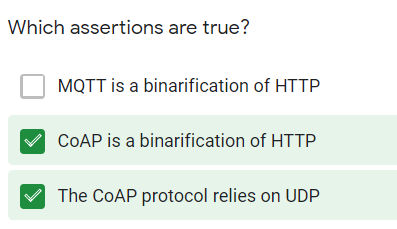 Which assertions are true?
MQTT is a binarification of HTTP
CoAP is a binarification of HTTP
The CoAP protocol relies on UDP